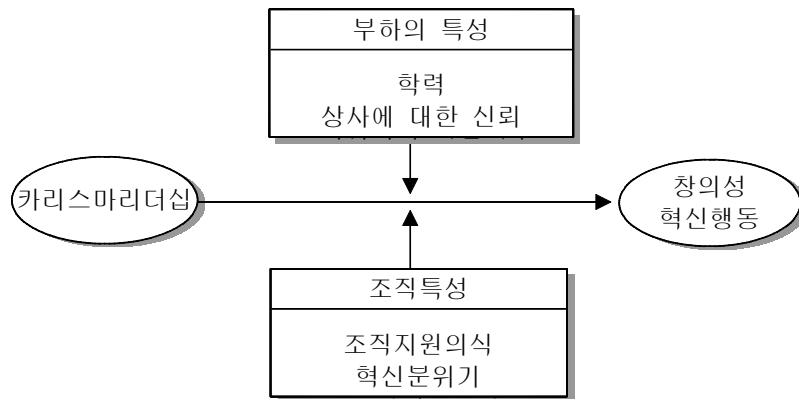 부하의 특성
학력
상사에 대한 신뢰
카리스마리더십
창의성
혁신행동
조직특성
조직지원의식
혁신분위기